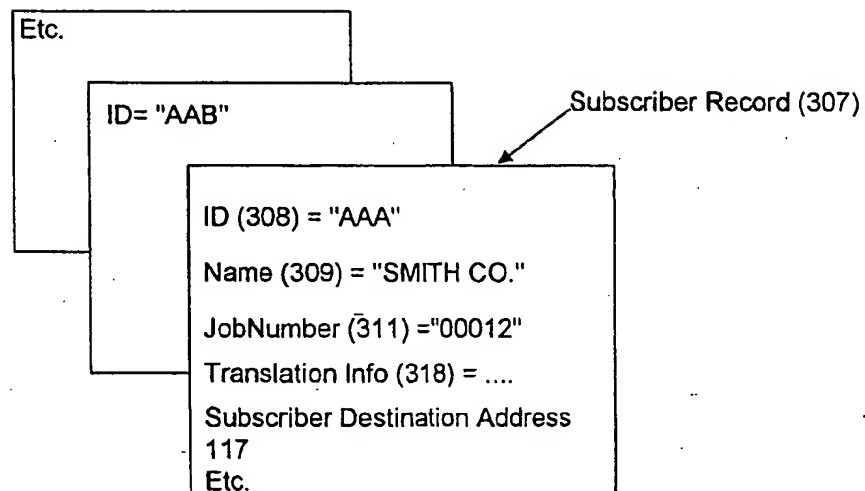 Etc.
ID= "AAB"
Subscriber Record (307)
ID (308) = "AAA"
Name (309) = "SMITH CO."
JobNumber (311) ="00012"
Translation Info (318) = ....
Subscriber Destination Address
117
Etc.